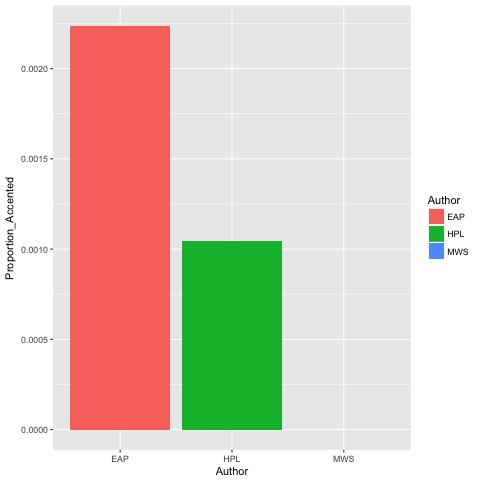 Proportion_Accented
0.0020
0.0015
0.0010
0.0005
0.0000
EAP HPL MWS
Author
Author
EAP
HPL
MWS